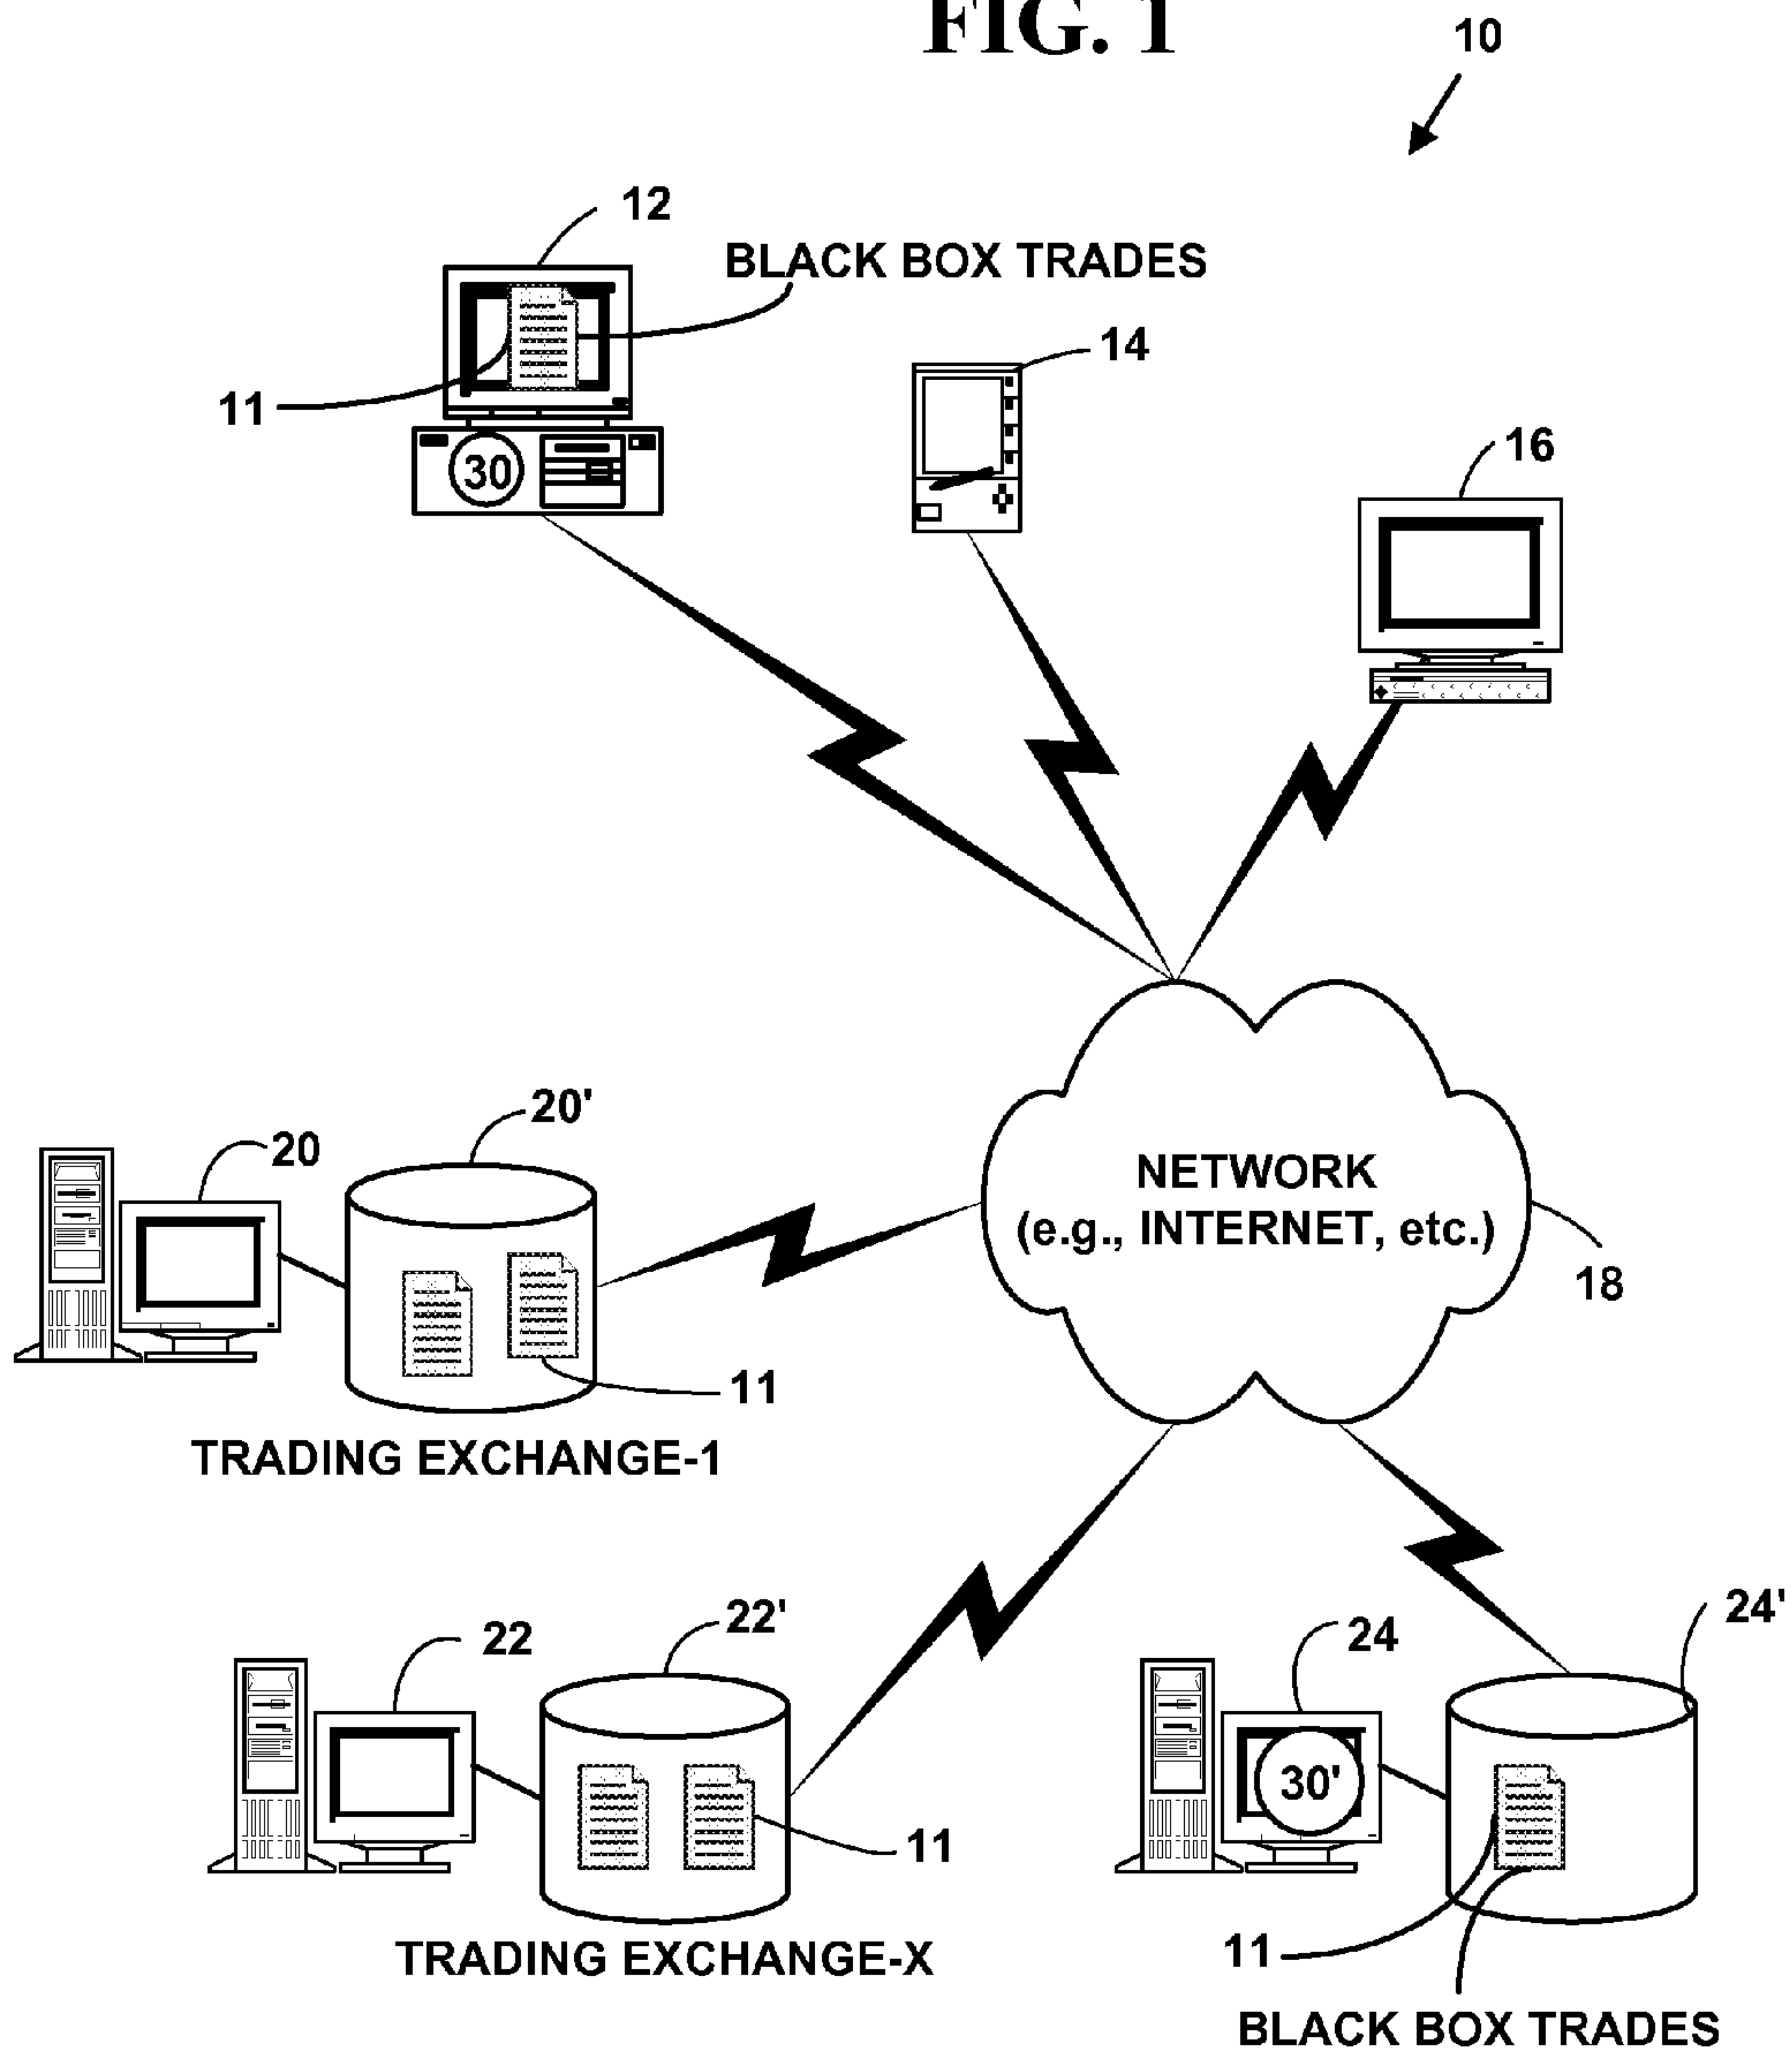 FIG. 1
10
12
BLACK BOX TRADES
14
11
16
30
20'
20
NETWORK
(e.g., INTERNET, etc.)
18
11
TRADING EXCHANGE-1
22'
24'
22
24
30'
11
11
TRADING EXCHANGE-X
BLACK BOX TRADES